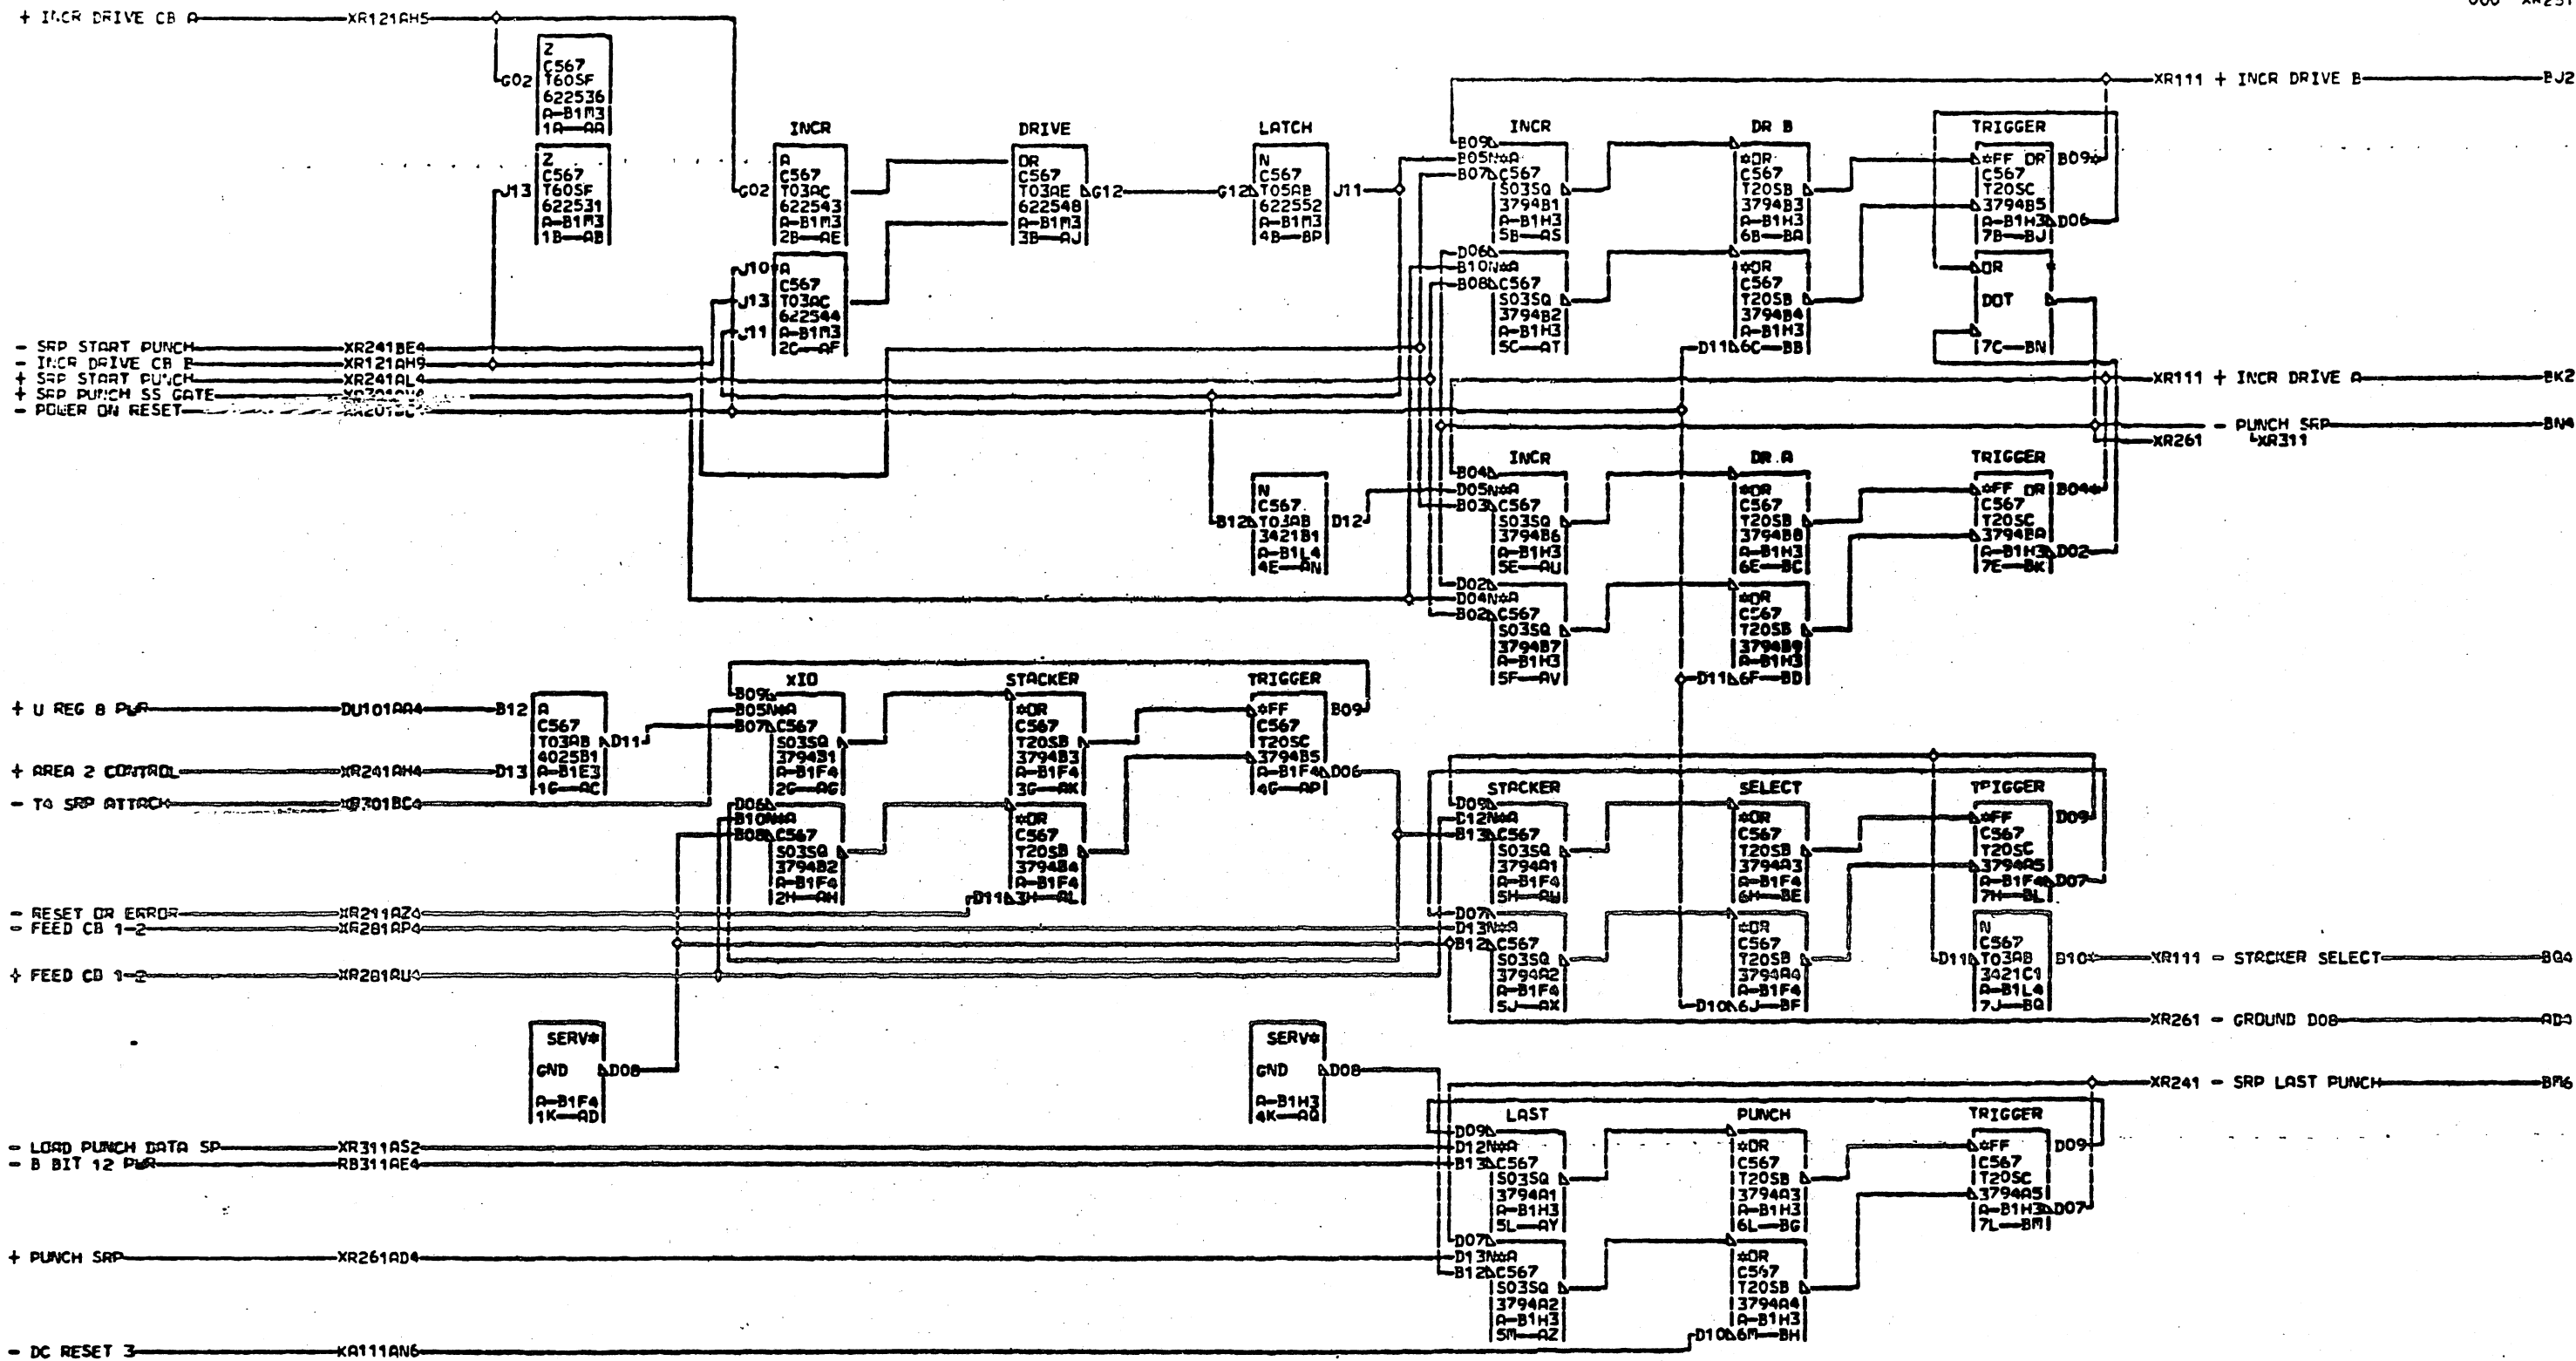 + INCR DRIVE CB A XR121AH5
G02
Z
C567
T60SF
622536
A-B1M3
1A—AA
J13
Z
C567
T60SF
622531
A-B1M3
1B—AB
INCR
G02
A
C567
T03AC
622543
A-B1M3
2B—AE
J10
J13
J11
A
C567
T03AC
622544
A-B1M3
2C—AF
DRIVE
OR
C567
T03AE G12
622548
A-B1M3
3B—AJ
LATCH
G12
N
C567
T05AB J11
622552
A-B1M3
4B—BP
INCR
B09
B05N*A
B07 C567
S03SQ
3794B1
A-B1H3
5B—AS
D06
B10N*A
B08 C567
S03SQ
3794B2
A-B1H3
5C—AT
DR B
*OR
C567
T20SB
3794B3
A-B1H3
6B—BA
*OR
C567
T20SB
3794B4
A-B1H3
D11 6C—BB
TRIGGER
*FF OR B09*
C567
T20SC
3794B5
A-B1H3 D06
7B—BJ
OR
DOT
7C—BN
XR111 + INCR DRIVE B BJ2
- SRP START PUNCH XR241BE4
- INCR DRIVE CB B XR121AH9
+ SRP START PUNCH XR241AL4
+ SRP PUNCH SS GATE
- POWER ON RESET
XR111 + INCR DRIVE A BK2
- PUNCH SRP BN4
XR261 XR311
B12
N
C567
T03AB D12
3421B1
A-B1L4
4E—AN
INCR
B04
D05N*A
B03 C567
S03SQ
3794B6
A-B1H3
5E—AU
D02
D04N*A
B02 C567
S03SQ
3794B7
A-B1H3
5F—AV
DR A
*OR
C567
T20SB
3794B8
A-B1H3
6E—BC
*OR
C567
T20SB
3794B9
A-B1H3
D11 6F—BD
TRIGGER
*FF OR B04*
C567
T20SC
3794BA
A-B1H3 D02
7E—BK
+ U REG 8 PWR DU101AA4 B12
+ AREA 2 CONTROL XR241AH4 D13
- T4 SRP ATTACH XR301BC4
A
C567
T03AB D11
4025B1
A-B1E3
1G—AC
XIO
B09
B05N*A
B07 C567
S03SQ
3794B1
A-B1F4
2G—AG
D06
B10N*A
B08 C567
S03SQ
3794B2
A-B1F4
2H—AH
STACKER
*OR
C567
T20SB
3794B3
A-B1F4
3G—AK
*OR
C567
T20SB
3794B4
A-B1F4
D11 3H—AL
TRIGGER
*FF B09
C567
T20SC
3794B5
A-B1F4 D06
4G—AP
- RESET OR ERROR XR211AZ4
- FEED CB 1-2 XR281AP4
+ FEED CB 1-2 XR281AU4
STACKER
D09
D12N*A
B13 C567
S03SQ
3794A1
A-B1F4
5H—AW
D07
D13N*A
B12 C567
S03SQ
3794A2
A-B1F4
5J—AX
SELECT
*OR
C567
T20SB
3794A3
A-B1F4
6H—BE
*OR
C567
T20SB
3794A4
A-B1F4
D10 6J—BF
TRIGGER
*FF D09
C567
T20SC
3794A5
A-B1F4 D07
7H—BL
N
C567
D11 T03AB B10*
3421C1
A-B1L4
7J—BQ
XR111 - STACKER SELECT BQ4
XR261 - GROUND D08
SERV*
GND D08
A-B1F4
1K—AD
SERV*
GND D08
A-B1H3
4K—AQ
XR241 - SRP LAST PUNCH BM6
- LOAD PUNCH DATA SP XR311AS2
- B BIT 12 PWR RB311AE4
+ PUNCH SRP XR261AD4
- DC RESET 3 KA111AN6
LAST
D09
D12N*A
B13 C567
S03SQ
3794A1
A-B1H3
5L—AY
D07
D13N*A
B12 C567
S03SQ
3794A2
A-B1H3
5M—AZ
PUNCH
*OR
C567
T20SB
3794A3
A-B1H3
6L—BG
*OR
C567
T20SB
3794A4
A-B1H3
D10 6M—BH
TRIGGER
*FF D09
C567
T20SC
3794A5
A-B1H3 D07
7L—BM